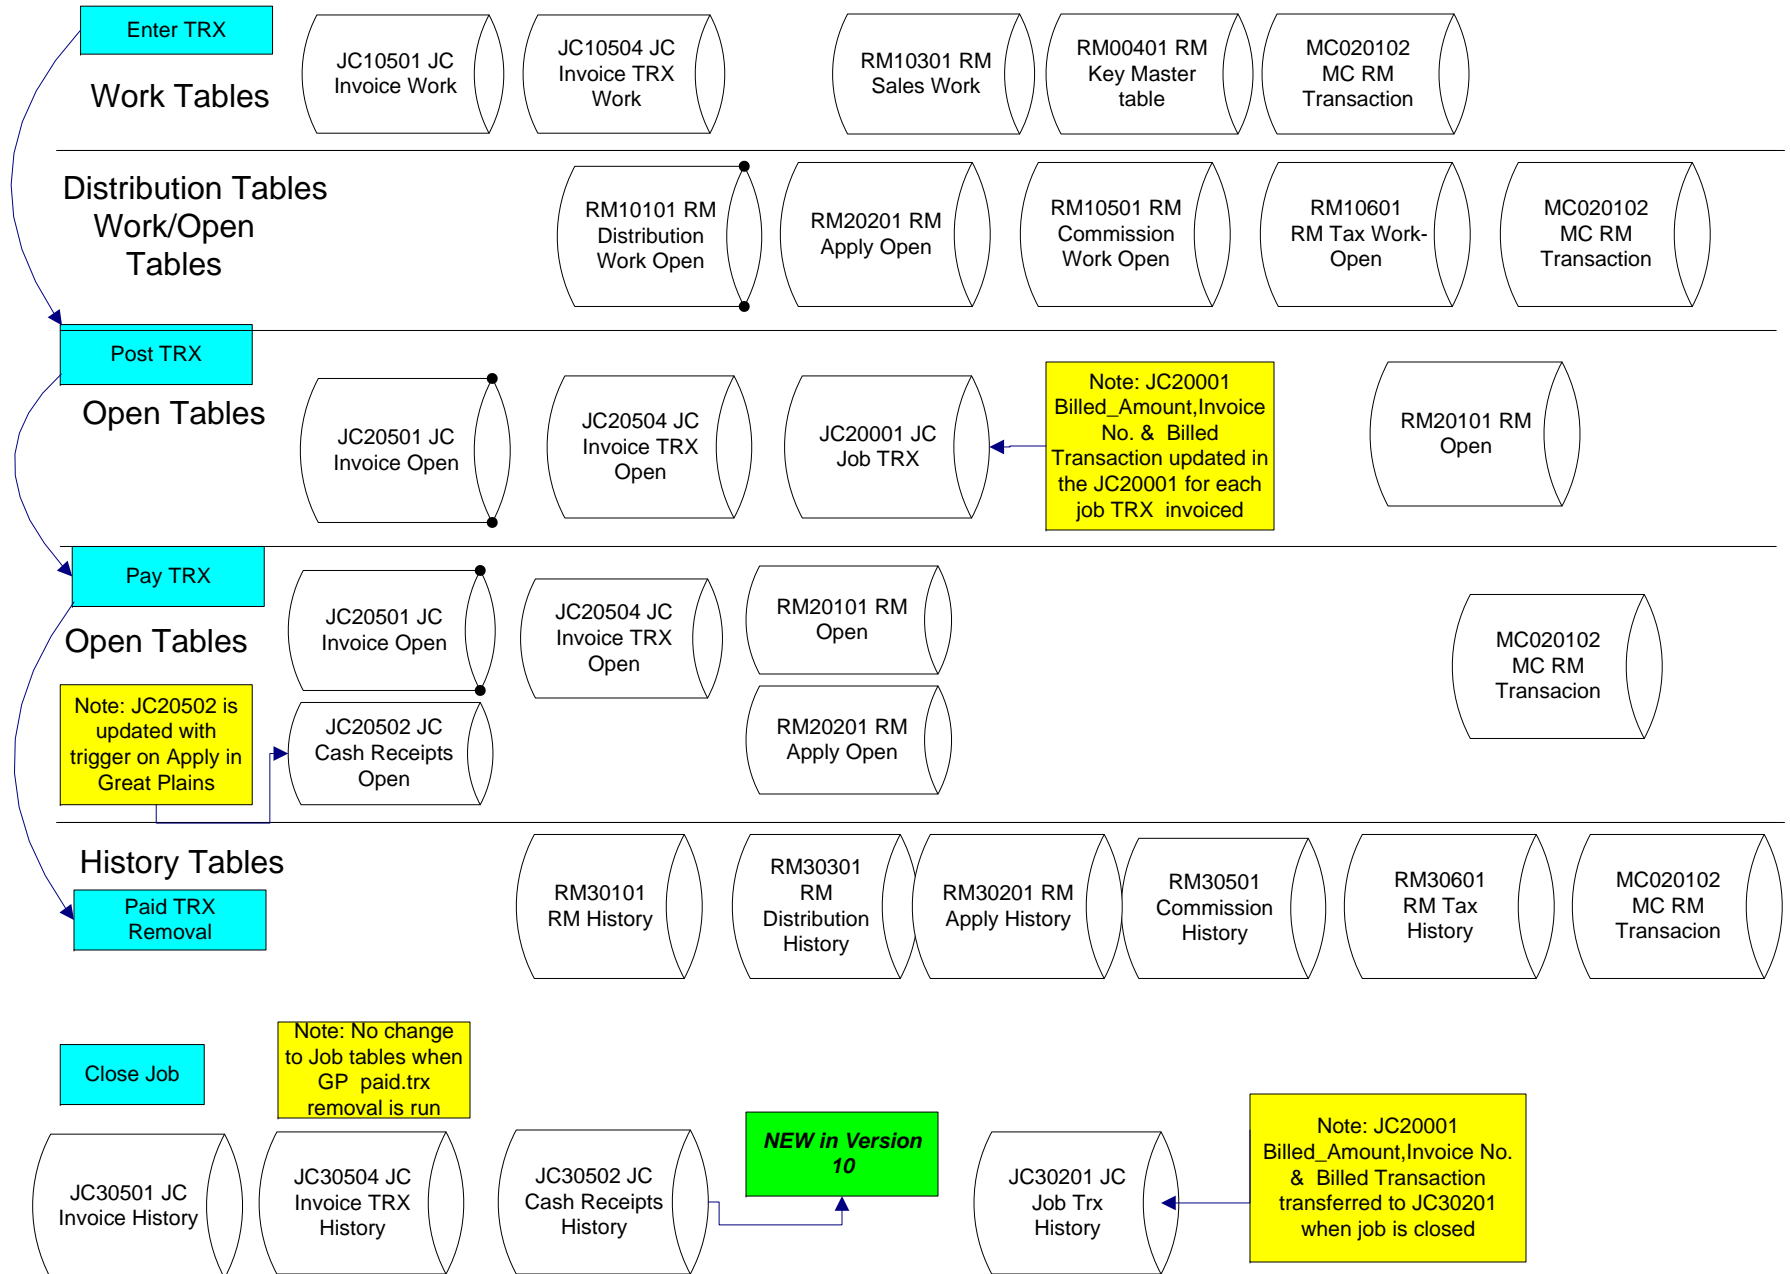 Enter TRX
Work Tables
JC10501 JC
Invoice Work
JC10504 JC
Invoice TRX
Work
RM10301 RM
Sales Work
RM00401 RM
Key Master
table
MC020102
MC RM
Transaction
Distribution Tables
Work/Open
Tables
RM10101 RM
Distribution
Work Open
RM20201 RM
Apply Open
RM10501 RM
Commission
Work Open
RM10601
RM Tax Work-
Open
MC020102
MC RM
Transaction
Post TRX
Open Tables
JC20501 JC
Invoice Open
JC20504 JC
Invoice TRX
Open
JC20001 JC
Job TRX
Note: JC20001
Billed_Amount,Invoice
No. & Billed
Transaction updated in
the JC20001 for each
job TRX invoiced
RM20101 RM
Open
Pay TRX
Open Tables
Note: JC20502 is
updated with
trigger on Apply in
Great Plains
JC20501 JC
Invoice Open
JC20502 JC
Cash Receipts
Open
JC20504 JC
Invoice TRX
Open
RM20101 RM
Open
RM20201 RM
Apply Open
MC020102
MC RM
Transacion
History Tables
Paid TRX
Removal
RM30101
RM History
RM30301
RM
Distribution
History
RM30201 RM
Apply History
RM30501
Commission
History
RM30601
RM Tax
History
MC020102
MC RM
Transacion
Close Job
Note: No change
to Job tables when
GP paid.trx
removal is run
JC30501 JC
Invoice History
JC30504 JC
Invoice TRX
History
JC30502 JC
Cash Receipts
History
NEW in Version
10
JC30201 JC
Job Trx
History
Note: JC20001
Billed_Amount,Invoice No.
& Billed Transaction
transferred to JC30201
when job is closed